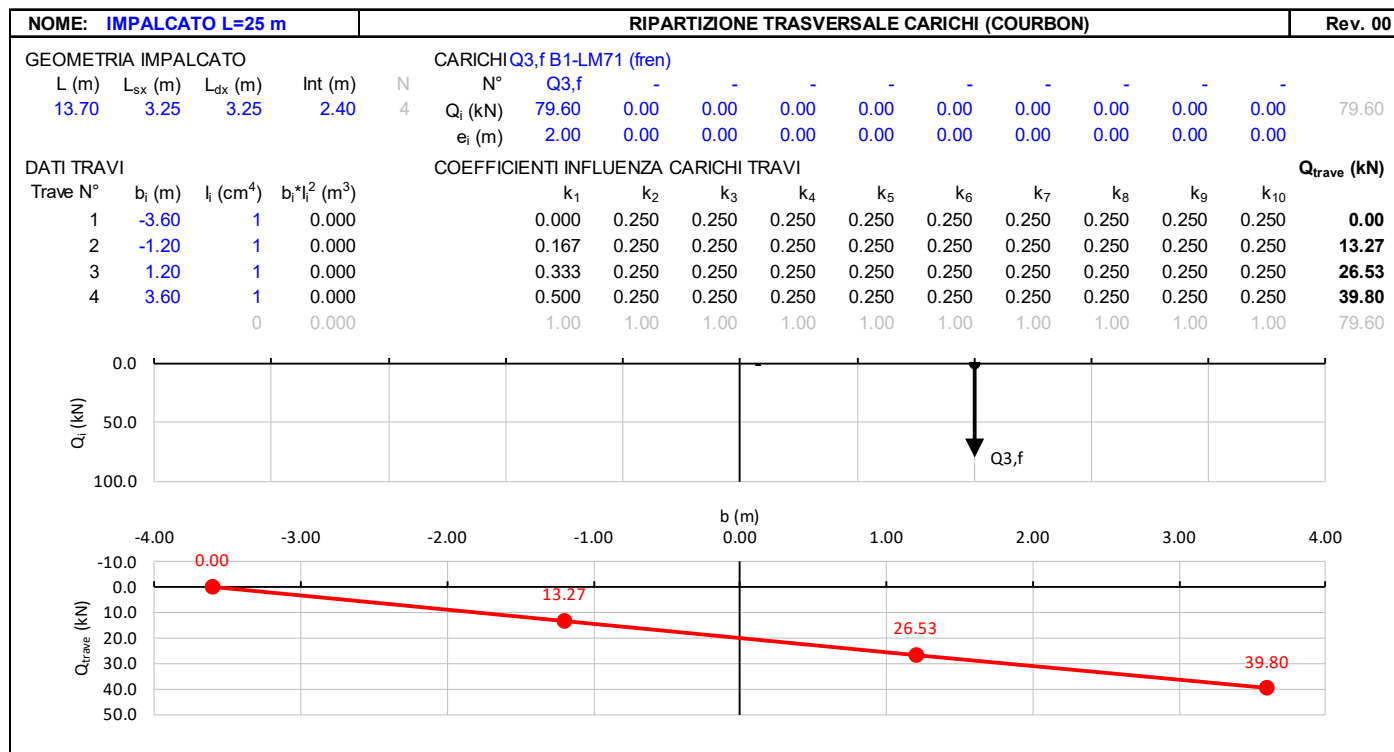 NOME: IMPALCATO L=25 m RIPARTIZIONE TRASVERSALE CARICHI (COURBON) Rev. 00
GEOMETRIA IMPALCATO CARICHI Q3,f B1-LM71 (fren)
L (m) Lsx (m) Ldx (m) Int (m) N N° Q3,f - - - - - - - - -
13.70 3.25 3.25 2.40 4 Qi (kN) 79.60 0.00 0.00 0.00 0.00 0.00 0.00 0.00 0.00 0.00 79.60
ei (m) 2.00 0.00 0.00 0.00 0.00 0.00 0.00 0.00 0.00 0.00
DATI TRAVI COEFFICIENTI INFLUENZA CARICHI TRAVI Qtrave (kN)
Trave N° bi (m) Ii (cm4) bi*Ii2 (m3) k1 k2 k3 k4 k5 k6 k7 k8 k9 k10
1 -3.60 1 0.000 0.000 0.250 0.250 0.250 0.250 0.250 0.250 0.250 0.250 0.250 0.00
2 -1.20 1 0.000 0.167 0.250 0.250 0.250 0.250 0.250 0.250 0.250 0.250 0.250 13.27
3 1.20 1 0.000 0.333 0.250 0.250 0.250 0.250 0.250 0.250 0.250 0.250 0.250 26.53
4 3.60 1 0.000 0.500 0.250 0.250 0.250 0.250 0.250 0.250 0.250 0.250 0.250 39.80
0 0.000 1.00 1.00 1.00 1.00 1.00 1.00 1.00 1.00 1.00 1.00 79.60
0.0
50.0
100.0
Qi (kN)
-
Q3,f
b (m)
-4.00 -3.00 -2.00 -1.00 0.00 1.00 2.00 3.00 4.00
-10.0
0.0
10.0
20.0
30.0
40.0
50.0
Qtrave (kN)
0.00
13.27
26.53
39.80